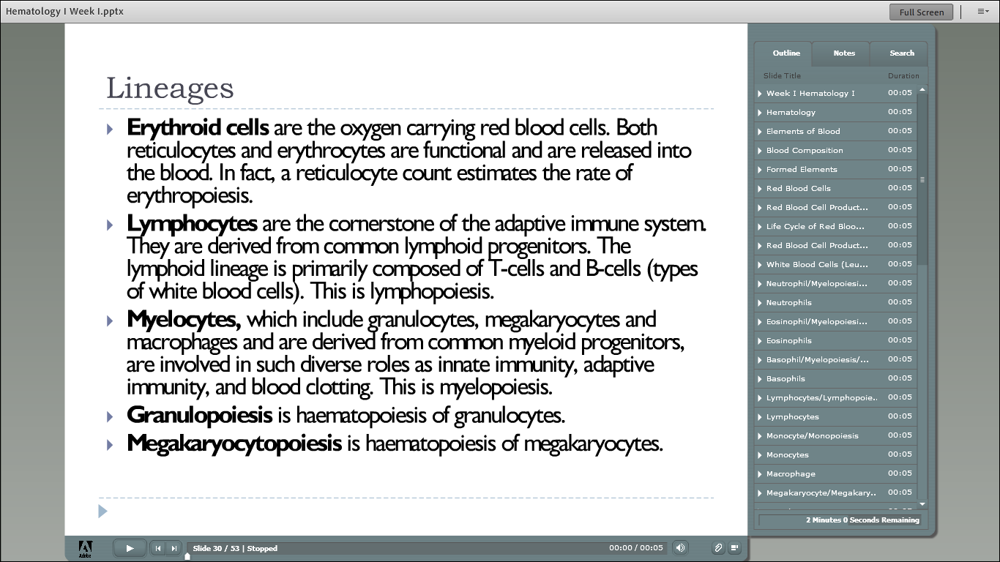 Hematology I Week I.pptx
Full Screen
Lineages
Erythroid cells are the oxygen carrying red blood cells. Both
reticulocytes and erythrocytes are functional and are released into
the blood. In fact, a reticulocyte count estimates the rate of
erythropoiesis.
Lymphocytes are the cornerstone of the adaptive immune system.
They are derived from common lymphoid progenitors. The
lymphoid lineage is primarily composed of T-cells and B-cells (types
of white blood cells). This is lymphopoiesis.
Myelocytes, which include granulocytes, megakaryocytes and
macrophages and are derived from common myeloid progenitors,
are involved in such diverse roles as innate immunity, adaptive
immunity, and blood clotting. This is myelopoiesis.
Granulopoiesis is haematopoiesis of granulocytes.
Megakaryocytopoiesis is haematopoiesis of megakaryocytes.
Outline Notes Search
Slide Title Duration
Week I Hematology I 00:05
Hematology 00:05
Elements of Blood 00:05
Blood Composition 00:05
Formed Elements 00:05
Red Blood Cells 00:05
Red Blood Cell Product... 00:05
Life Cycle of Red Bloo... 00:05
Red Blood Cell Product... 00:05
White Blood Cells (Leu... 00:05
Neutrophil/Myelopoiesi... 00:05
Neutrophils 00:05
Eosinophil/Myelopoiesi... 00:05
Eosinophils 00:05
Basophil/Myelopoiesis/... 00:05
Basophils 00:05
Lymphocytes/Lymphopoie.. 00:05
Lymphocytes 00:05
Monocyte/Monopoiesis 00:05
Monocytes 00:05
Macrophage 00:05
Megakaryocyte/Megakary.. 00:05
2 Minutes 0 Seconds Remaining
Adobe
Slide 30 / 53 | Stopped
00:00 / 00:05